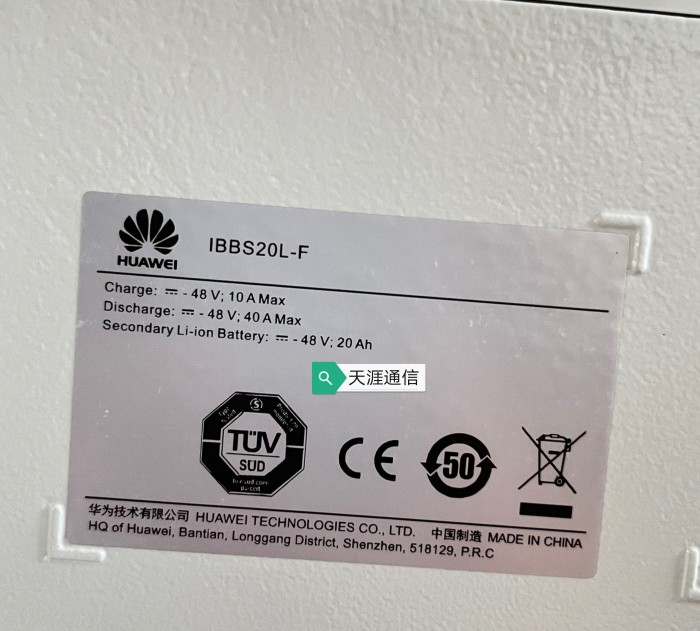 HUAWEI
IBBS20L-F
Charge: ⎓ - 48 V; 10 A Max
Discharge: ⎓ - 48 V; 40 A Max
Secondary Li-ion Battery: ⎓ - 48 V; 20 Ah
天涯通信
TÜV
SUD
CE
50
华为技术有限公司 HUAWEI TECHNOLOGIES CO., LTD. 中国制造 MADE IN CHINA
HQ of Huawei, Bantian, Longgang District, Shenzhen, 518129, P.R.C